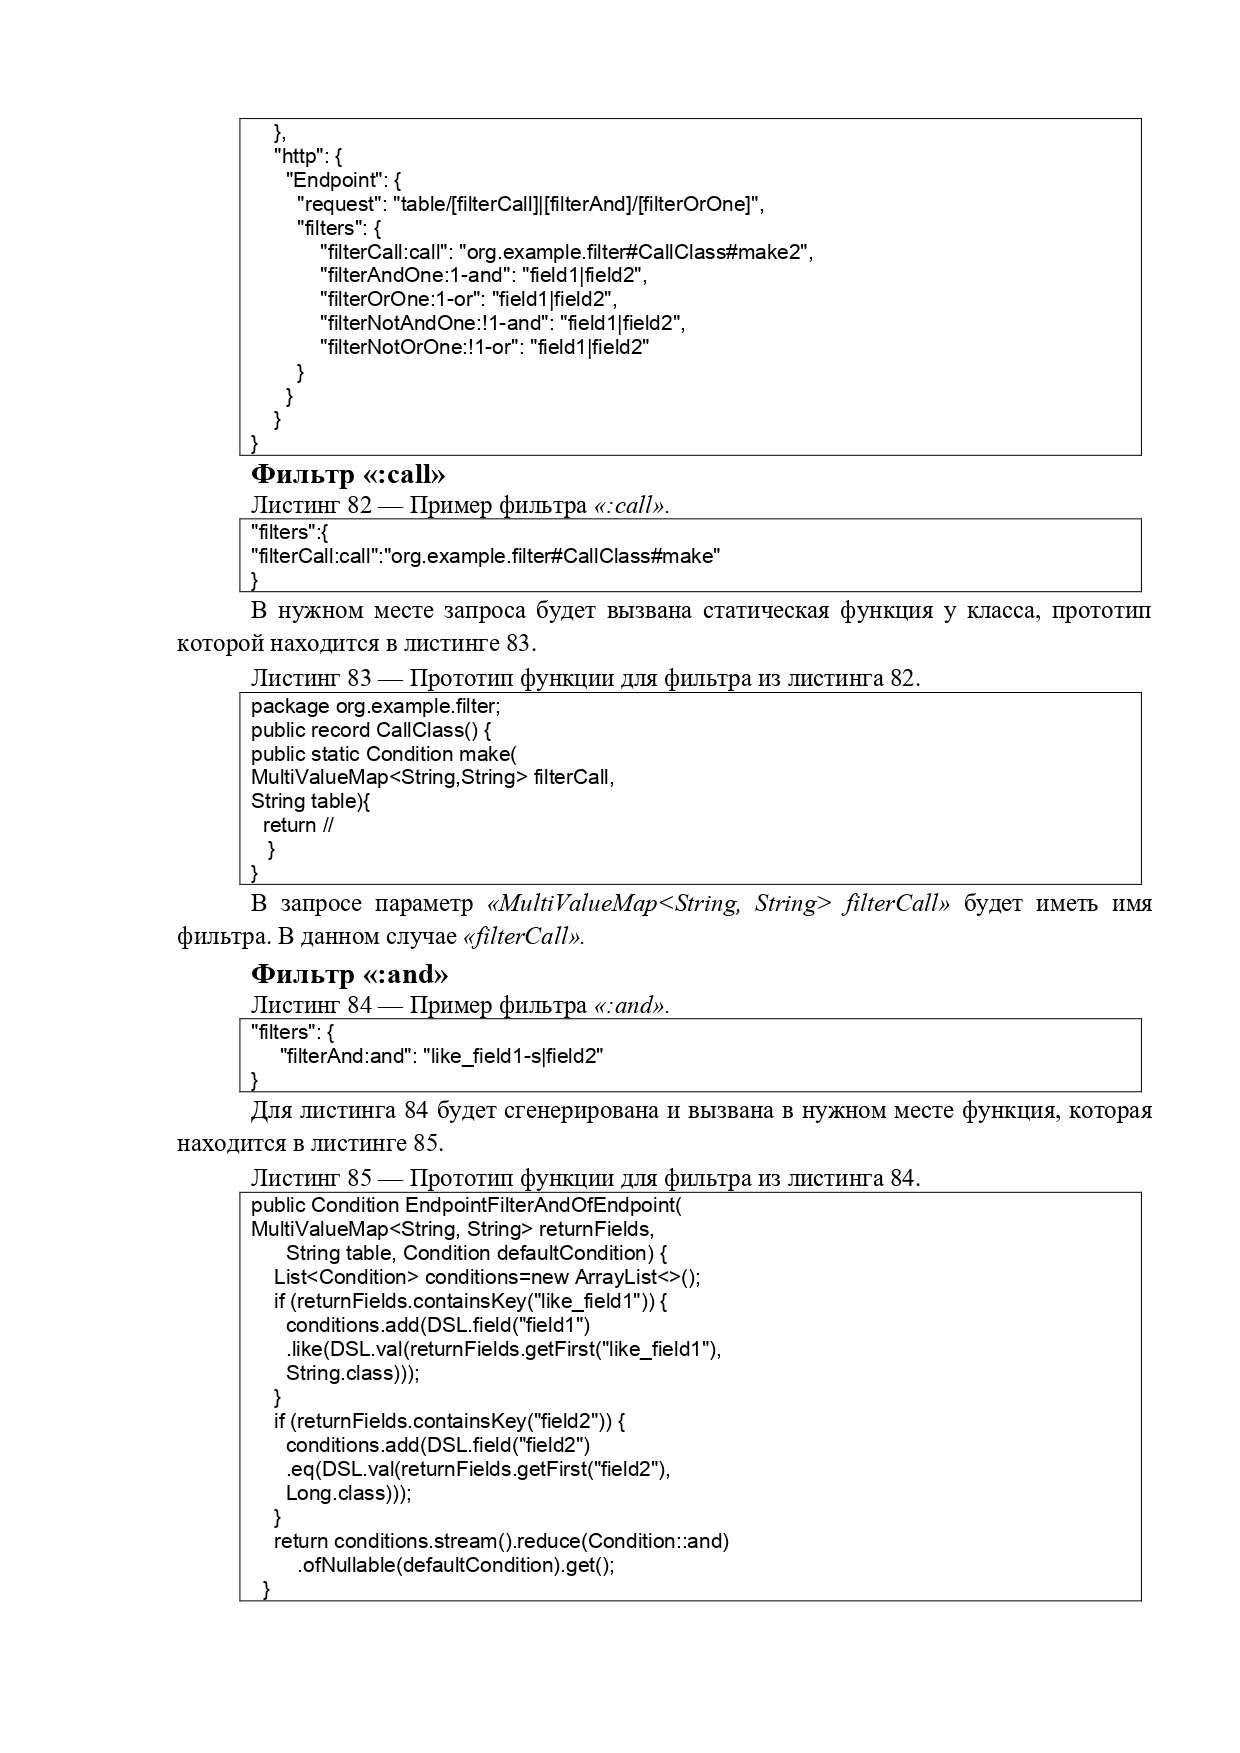 },
"http": {
"Endpoint": {
"request": "table/[filterCall]|[filterAnd]/[filterOrOne]",
"filters": {
"filterCall:call": "org.example.filter#CallClass#make2",
"filterAndOne:1-and": "field1|field2",
"filterOrOne:1-or": "field1|field2",
"filterNotAndOne:!1-and": "field1|field2",
"filterNotOrOne:!1-or": "field1|field2"
}
}
}
}
Фильтр «:call»
Листинг 82 — Пример фильтра «:call».
"filters":{
"filterCall:call":"org.example.filter#CallClass#make"
}
В нужном месте запроса будет вызвана статическая функция у класса, прототип
которой находится в листинге 83.
Листинг 83 — Прототип функции для фильтра из листинга 82.
package org.example.filter;
public record CallClass() {
public static Condition make(
MultiValueMap<String,String> filterCall,
String table){
return //
}
}
В запросе параметр «MultiValueMap<String, String> filterCall» будет иметь имя
фильтра. В данном случае «filterCall».
Фильтр «:and»
Листинг 84 — Пример фильтра «:and».
"filters": {
"filterAnd:and": "like_field1-s|field2"
}
Для листинга 84 будет сгенерирована и вызвана в нужном месте функция, которая
находится в листинге 85.
Листинг 85 — Прототип функции для фильтра из листинга 84.
public Condition EndpointFilterAndOfEndpoint(
MultiValueMap<String, String> returnFields,
String table, Condition defaultCondition) {
List<Condition> conditions=new ArrayList<>();
if (returnFields.containsKey("like_field1")) {
conditions.add(DSL.field("field1")
.like(DSL.val(returnFields.getFirst("like_field1"),
String.class)));
}
if (returnFields.containsKey("field2")) {
conditions.add(DSL.field("field2")
.eq(DSL.val(returnFields.getFirst("field2"),
Long.class)));
}
return conditions.stream().reduce(Condition::and)
.ofNullable(defaultCondition).get();
}